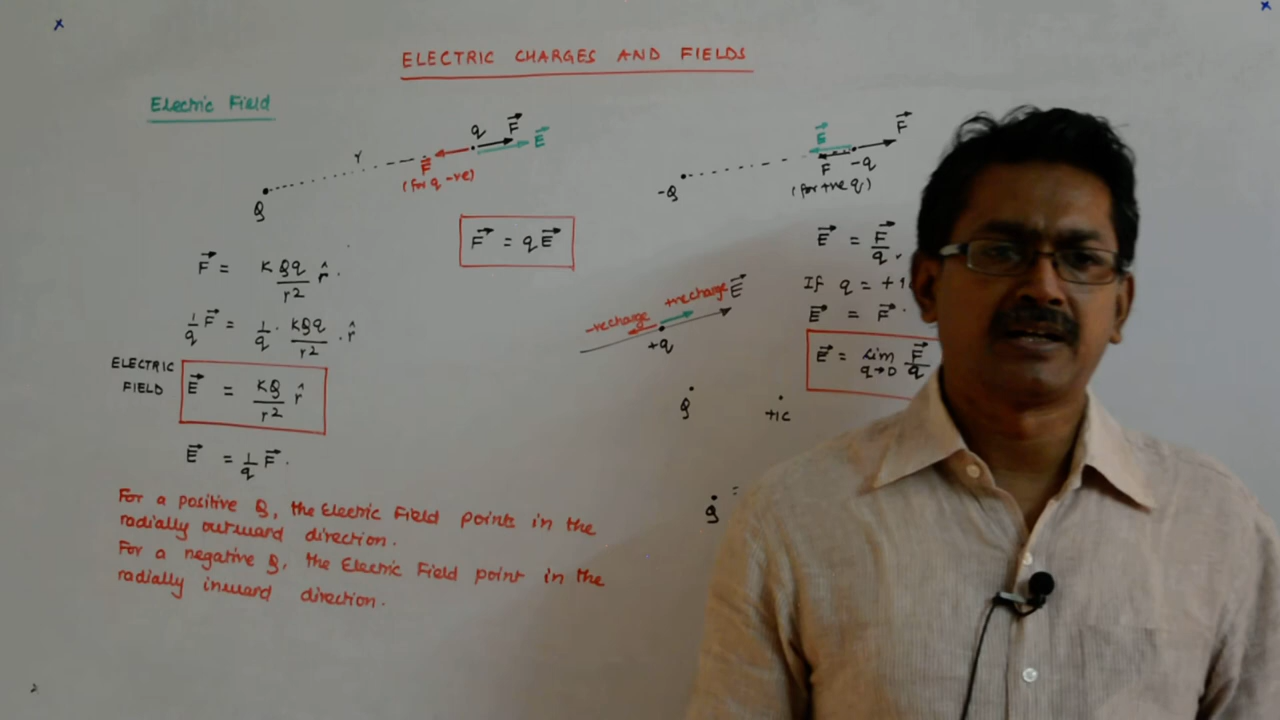 ELECTRIC CHARGES AND FIELDS
Electric Field
r
Q
q
F⃗
E⃗
F⃗
(for q -ve)
F⃗ = qE⃗
F⃗ = KQq/r2 r̂.
1/q F⃗ = 1/q · KQq/r2 · r̂
ELECTRIC
FIELD
E⃗ = KQ/r2 r̂
E⃗ = 1/q F⃗.
For a positive Q, the Electric Field points in the
radially outward direction.
For a negative Q, the Electric Field point in the
radially inward direction.
-Q
E⃗
F⃗
F -q
(for +ve q)
E⃗ = F⃗/q,
If q = +1
E⃗ = F⃗.
E⃗ = Lim q→0 F⃗/q
-ve charge
+ve charge
E⃗
+q
Q
+1c
Q